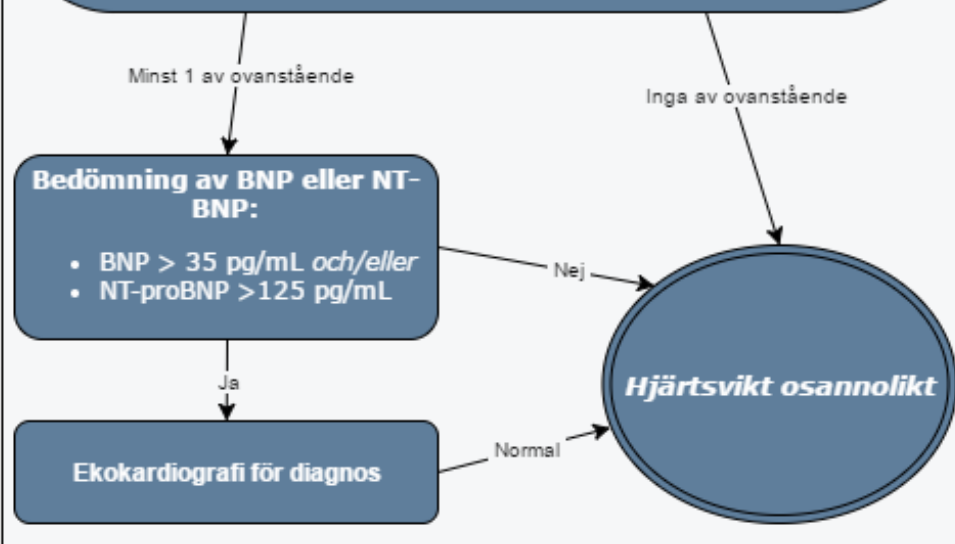 Minst 1 av ovanstående
Inga av ovanstående
Bedömning av BNP eller NT-
BNP:
• BNP > 35 pg/mL och/eller
• NT-proBNP >125 pg/mL
Nej
Ja
Hjärtsvikt osannolikt
Ekokardiografi för diagnos
Normal